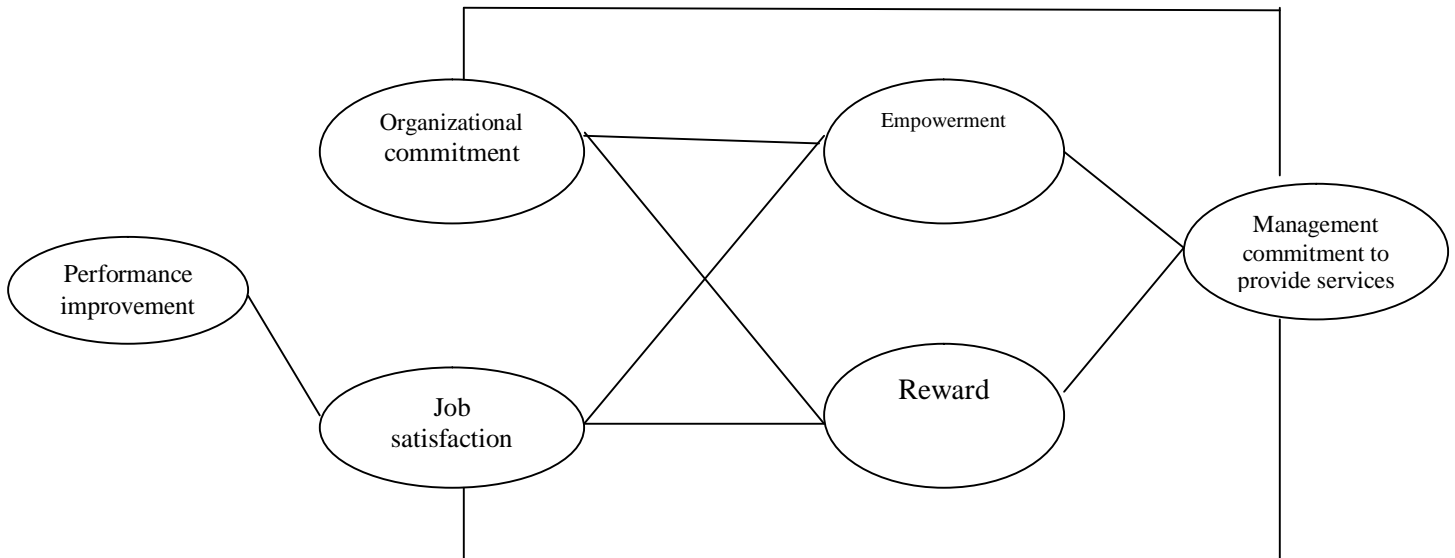 Organizational
commitment
Empowerment
Management
commitment to
provide services
Performance
improvement
Job
satisfaction
Reward